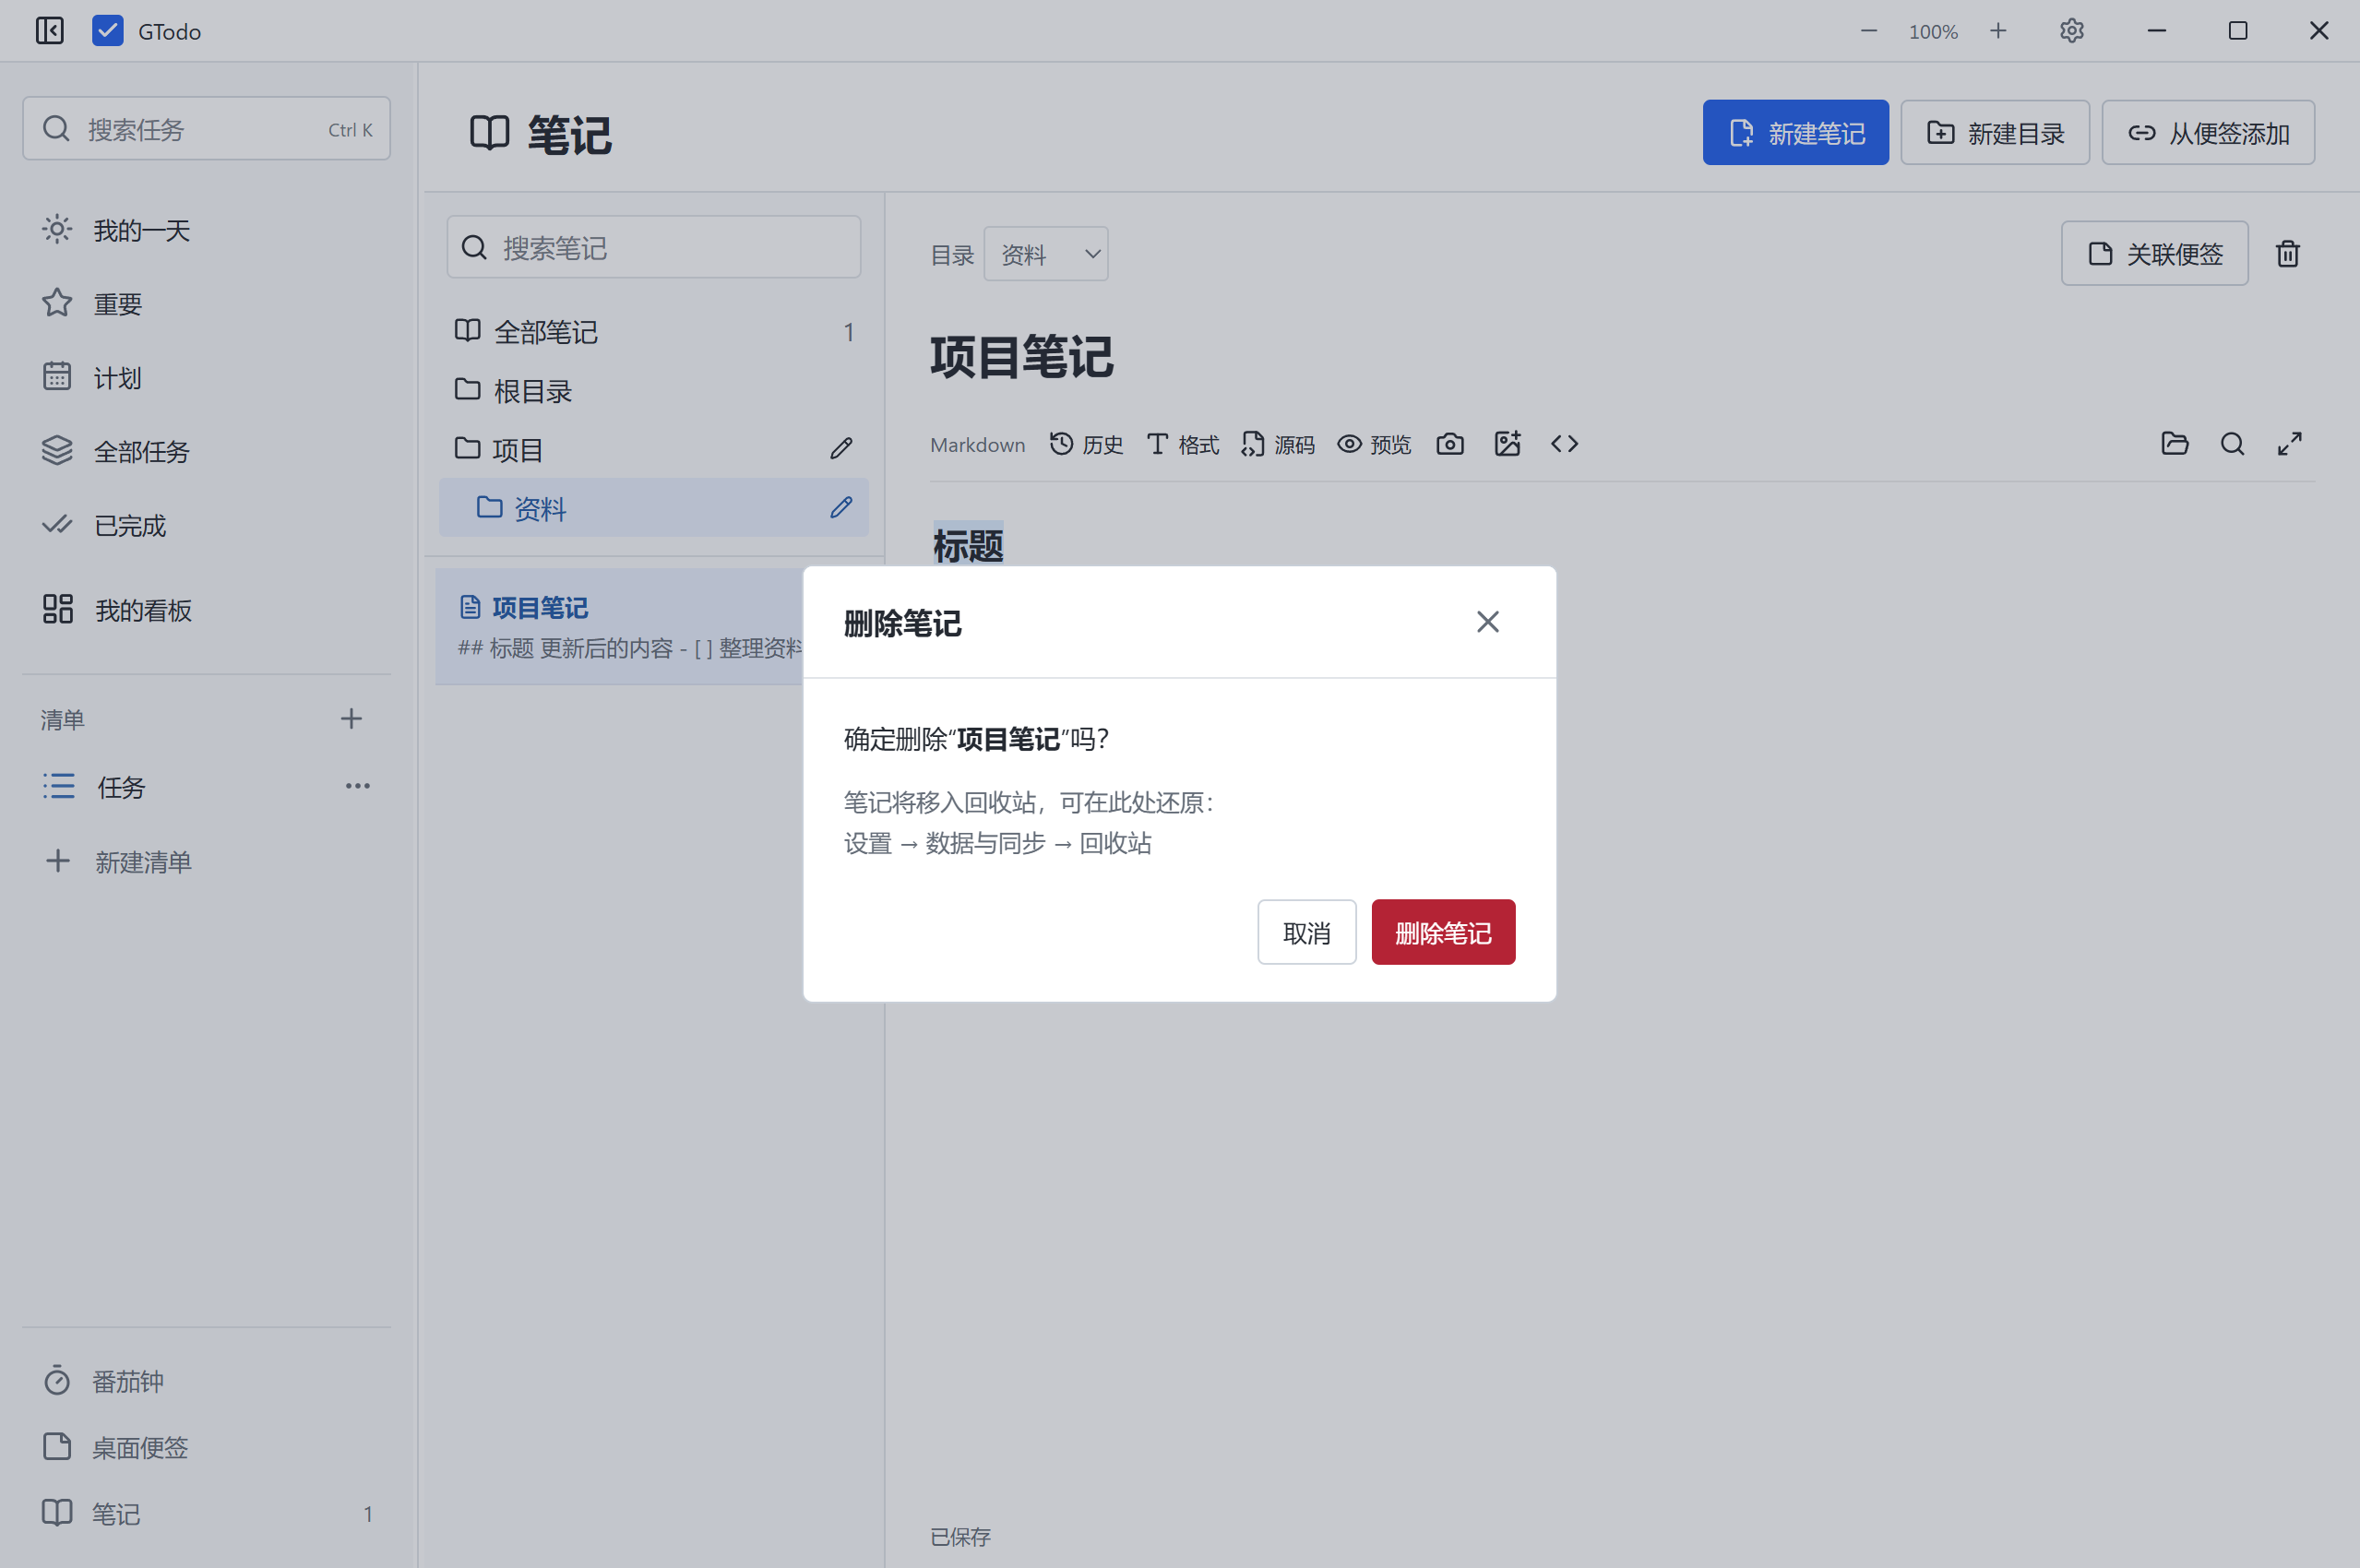 GTodo
100%
搜索任务 Ctrl K
我的一天
重要
计划
全部任务
已完成
我的看板
清单
任务
新建清单
番茄钟
桌面便签
笔记 1
笔记
新建笔记 新建目录 从便签添加
搜索笔记
全部笔记 1
根目录
项目
资料
项目笔记
## 标题 更新后的内容 - [ ] 整理资料
目录 资料 关联便签
项目笔记
Markdown 历史 格式 源码 预览
标题
删除笔记
确定删除“项目笔记”吗？
笔记将移入回收站，可在此处还原：
设置 → 数据与同步 → 回收站
取消 删除笔记
已保存